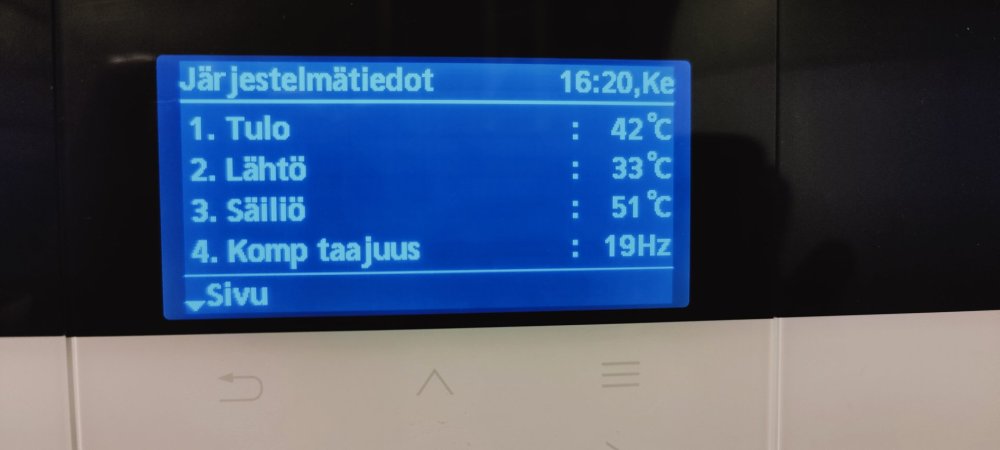 Järjestelmätiedot 16:20,Ke
1. Tulo : 42°C
2. Lähtö : 33°C
3. Säiliö : 51°C
4. Komp taajuus : 19Hz
Sivu